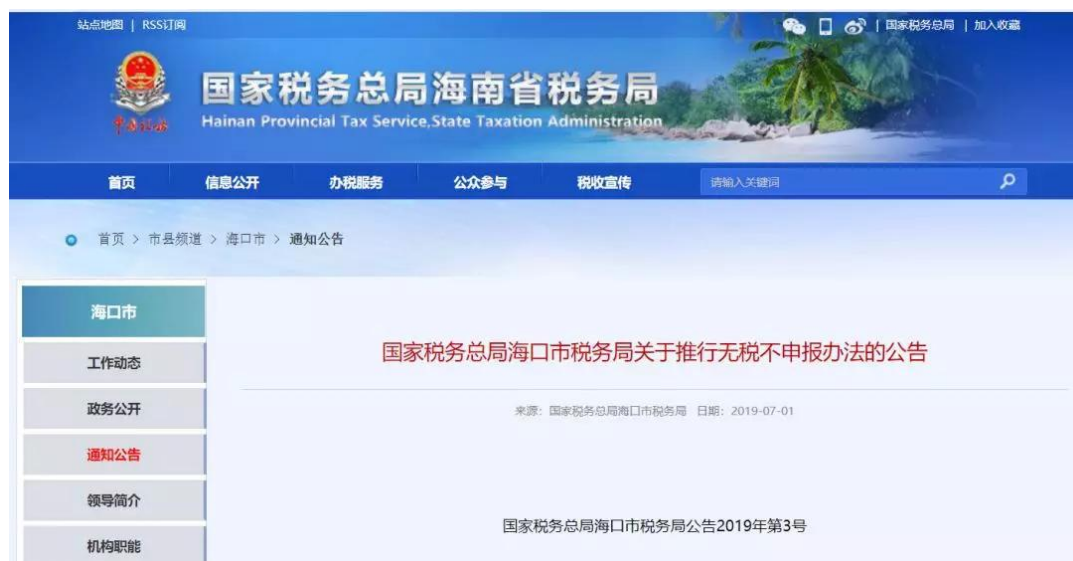 站点地图 | RSS订阅
| 国家税务总局 | 加入收藏
中国税务
国家税务总局海南省税务局
Hainan Provincial Tax Service,State Taxation Administration
首页 信息公开 办税服务 公众参与 税收宣传 请输入关键词
首页 > 市县频道 > 海口市 > 通知公告
海口市
工作动态
政务公开
通知公告
领导简介
机构职能
国家税务总局海口市税务局关于推行无税不申报办法的公告
来源：国家税务总局海口市税务局 日期：2019-07-01
国家税务总局海口市税务局公告2019年第3号